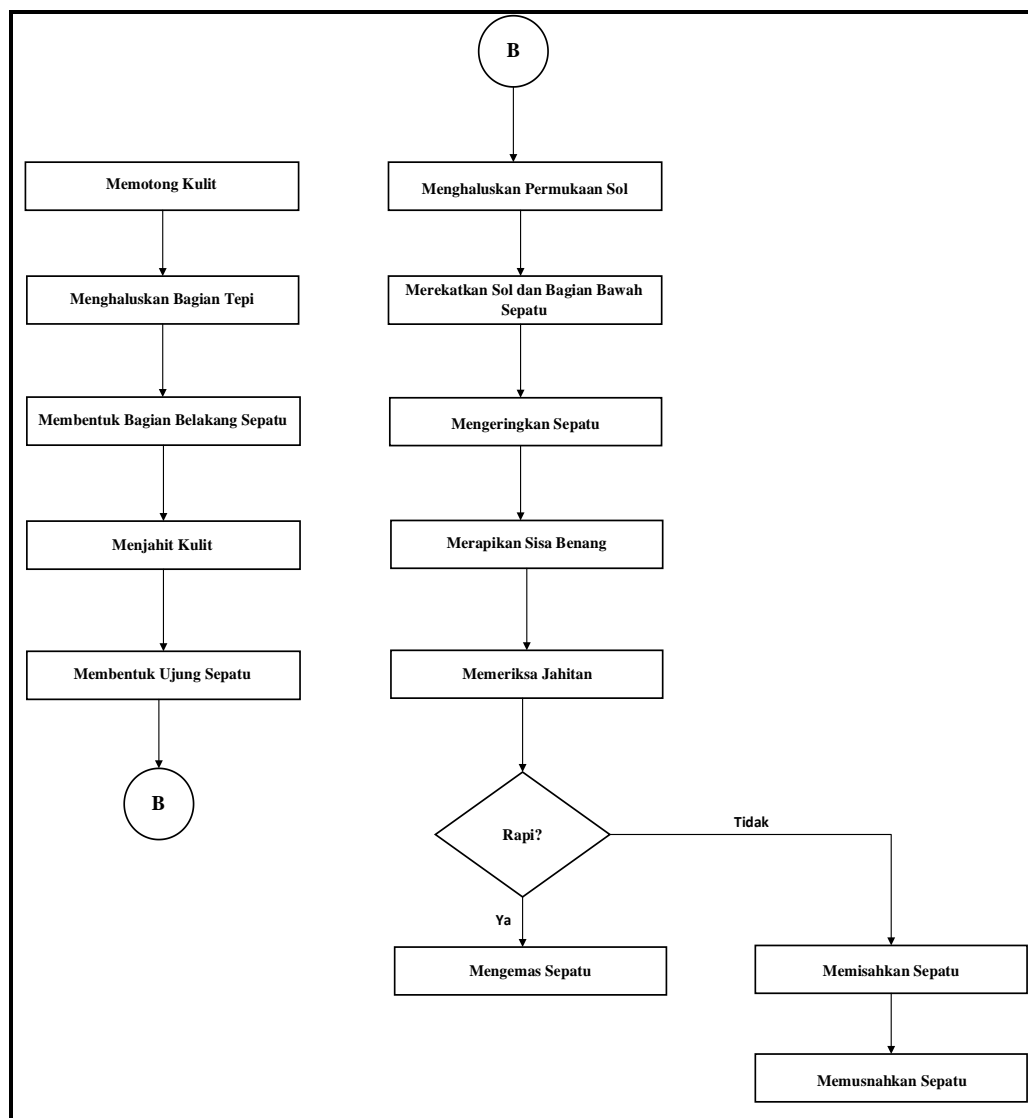 Memotong Kulit
Menghaluskan Bagian Tepi
Membentuk Bagian Belakang Sepatu
Menjahit Kulit
Membentuk Ujung Sepatu
B
B
Menghaluskan Permukaan Sol
Merekatkan Sol dan Bagian Bawah
Sepatu
Mengeringkan Sepatu
Merapikan Sisa Benang
Memeriksa Jahitan
Rapi?
Tidak
Ya
Mengemas Sepatu
Memisahkan Sepatu
Memusnahkan Sepatu